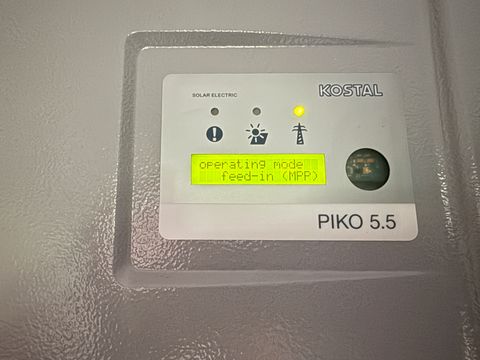 SOLAR ELECTRIC
KOSTAL
operating mode
feed-in (MPP)
PIKO 5.5